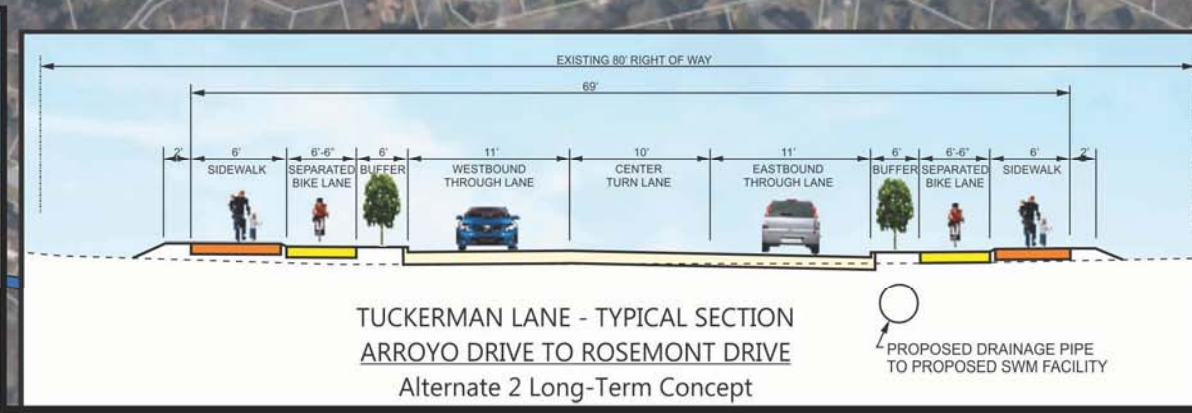 EXISTING 80' RIGHT OF WAY
69'
2'
6'
6'-6"
6'
11'
10'
11'
6'
6'-6"
6'
2'
SIDEWALK
SEPARATED
BIKE LANE
BUFFER
WESTBOUND
THROUGH LANE
CENTER
TURN LANE
EASTBOUND
THROUGH LANE
BUFFER
SEPARATED
BIKE LANE
SIDEWALK
TUCKERMAN LANE - TYPICAL SECTION
ARROYO DRIVE TO ROSEMONT DRIVE
Alternate 2 Long-Term Concept
PROPOSED DRAINAGE PIPE
TO PROPOSED SWM FACILITY